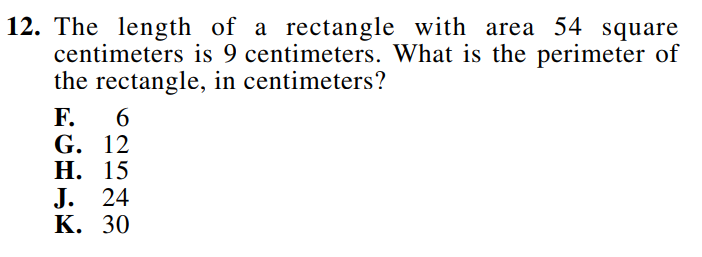 12. The length of a rectangle with area 54 square
centimeters is 9 centimeters. What is the perimeter of
the rectangle, in centimeters?
F. 6
G. 12
H. 15
J. 24
K. 30